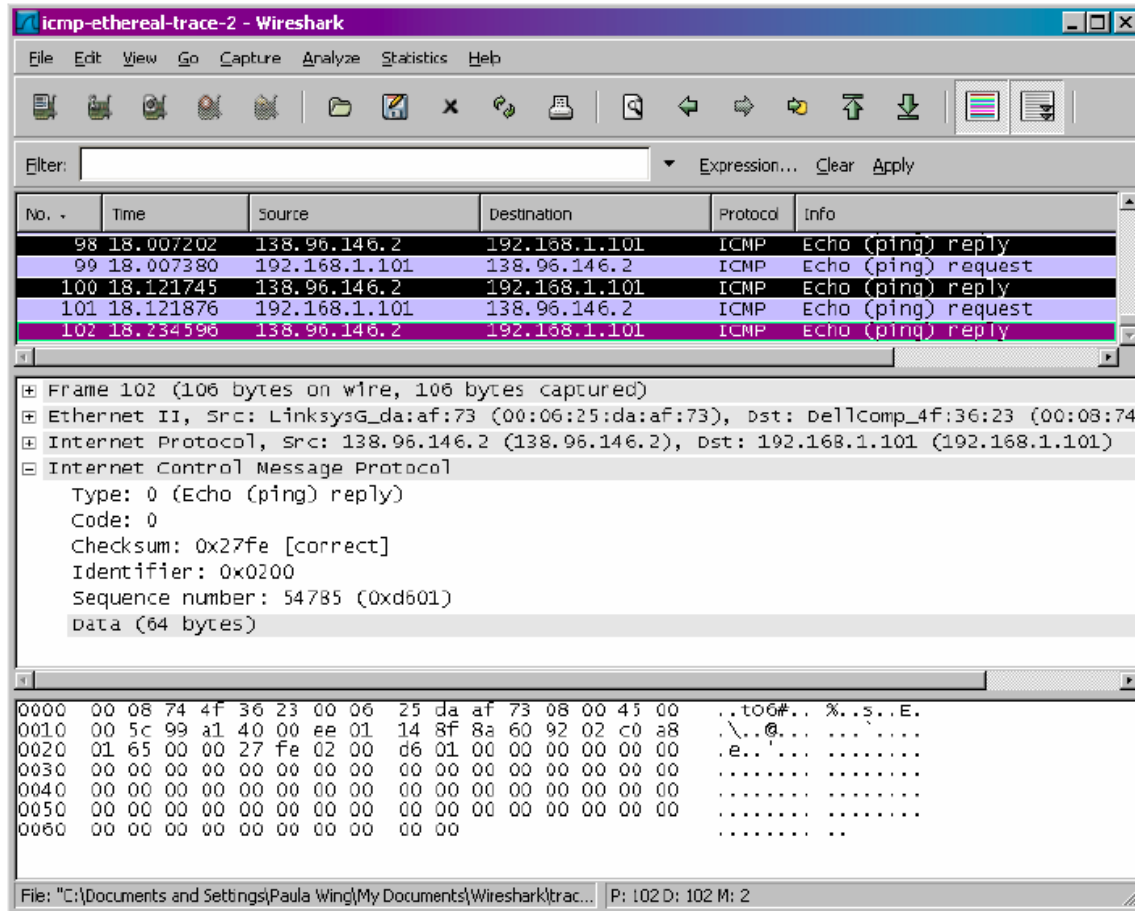 icmp-ethereal-trace-2 - Wireshark
File Edit View Go Capture Analyze Statistics Help
Filter: Expression... Clear Apply
No. Time Source Destination Protocol Info
98 18.007202 138.96.146.2 192.168.1.101 ICMP Echo (ping) reply
99 18.007380 192.168.1.101 138.96.146.2 ICMP Echo (ping) request
100 18.121745 138.96.146.2 192.168.1.101 ICMP Echo (ping) reply
101 18.121876 192.168.1.101 138.96.146.2 ICMP Echo (ping) request
102 18.234596 138.96.146.2 192.168.1.101 ICMP Echo (ping) reply
Frame 102 (106 bytes on wire, 106 bytes captured)
Ethernet II, Src: LinksysG_da:af:73 (00:06:25:da:af:73), Dst: DellComp_4f:36:23 (00:08:74
Internet Protocol, Src: 138.96.146.2 (138.96.146.2), Dst: 192.168.1.101 (192.168.1.101)
Internet Control Message Protocol
Type: 0 (Echo (ping) reply)
Code: 0
Checksum: 0x27fe [correct]
Identifier: 0x0200
Sequence number: 54785 (0xd601)
Data (64 bytes)
0000 00 08 74 4f 36 23 00 06 25 da af 73 08 00 45 00 ..tO6#.. %..s..E.
0010 00 5c 99 a1 40 00 ee 01 14 8f 8a 60 92 02 c0 a8 .\..@... ...`....
0020 01 65 00 00 27 fe 02 00 d6 01 00 00 00 00 00 00 .e..'... ........
0030 00 00 00 00 00 00 00 00 00 00 00 00 00 00 00 00 ........ ........
0040 00 00 00 00 00 00 00 00 00 00 00 00 00 00 00 00 ........ ........
0050 00 00 00 00 00 00 00 00 00 00 00 00 00 00 00 00 ........ ........
0060 00 00 00 00 00 00 00 00 00 00 ........ ..
File: "C:\Documents and Settings\Paula Wing\My Documents\Wireshark\trac... P: 102 D: 102 M: 2